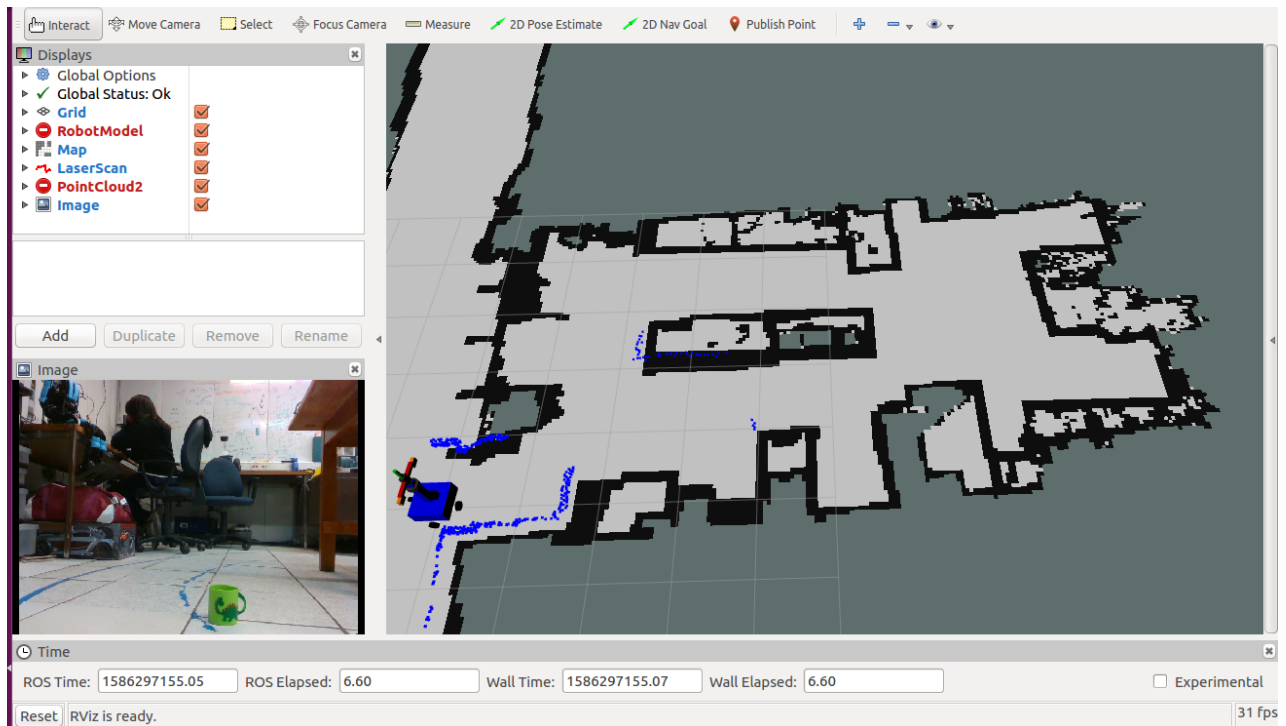 Interact Move Camera Select Focus Camera Measure 2D Pose Estimate 2D Nav Goal Publish Point
Displays
Global Options
Global Status: Ok
Grid
RobotModel
Map
LaserScan
PointCloud2
Image
Add Duplicate Remove Rename
Image
Time
ROS Time: 1586297155.05 ROS Elapsed: 6.60 Wall Time: 1586297155.07 Wall Elapsed: 6.60 Experimental
Reset RViz is ready. 31 fps